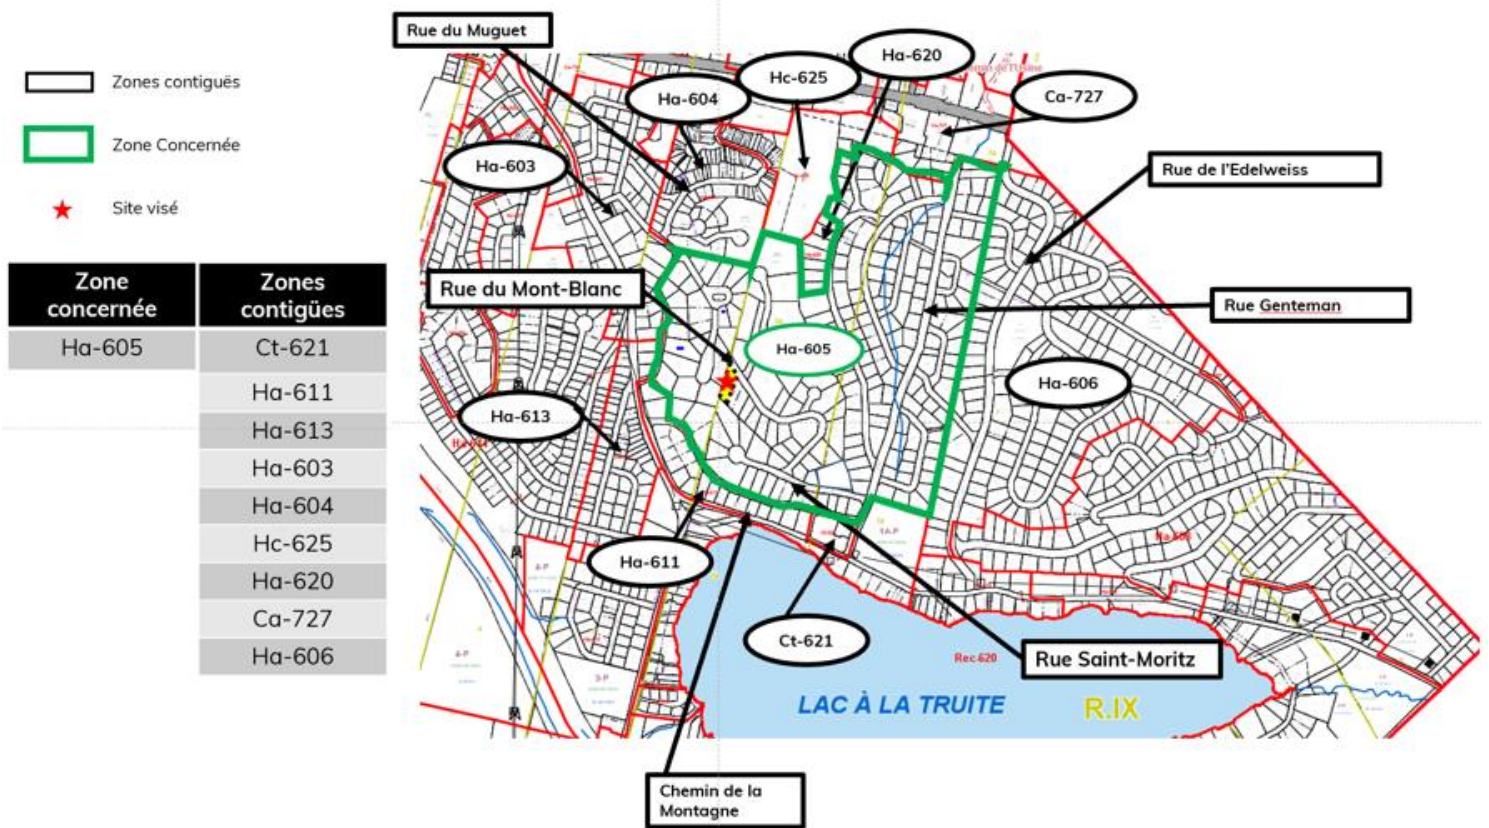 Zones contiguës
Zone Concernée
Site visé
Zone
concernée
Zones
contigües
Ha-605
Ct-621
Ha-611
Ha-613
Ha-603
Ha-604
Hc-625
Ha-620
Ca-727
Ha-606
Rue du Muguet
Ha-604
Hc-625
Ha-620
Ca-727
Ha-603
Rue de l'Edelweiss
Rue du Mont-Blanc
Rue Genteman
Ha-605
Ha-606
Ha-613
Ha-611
Ct-621
Rue Saint-Moritz
Rec-620
LAC À LA TRUITE
R.IX
Chemin de la
Montagne